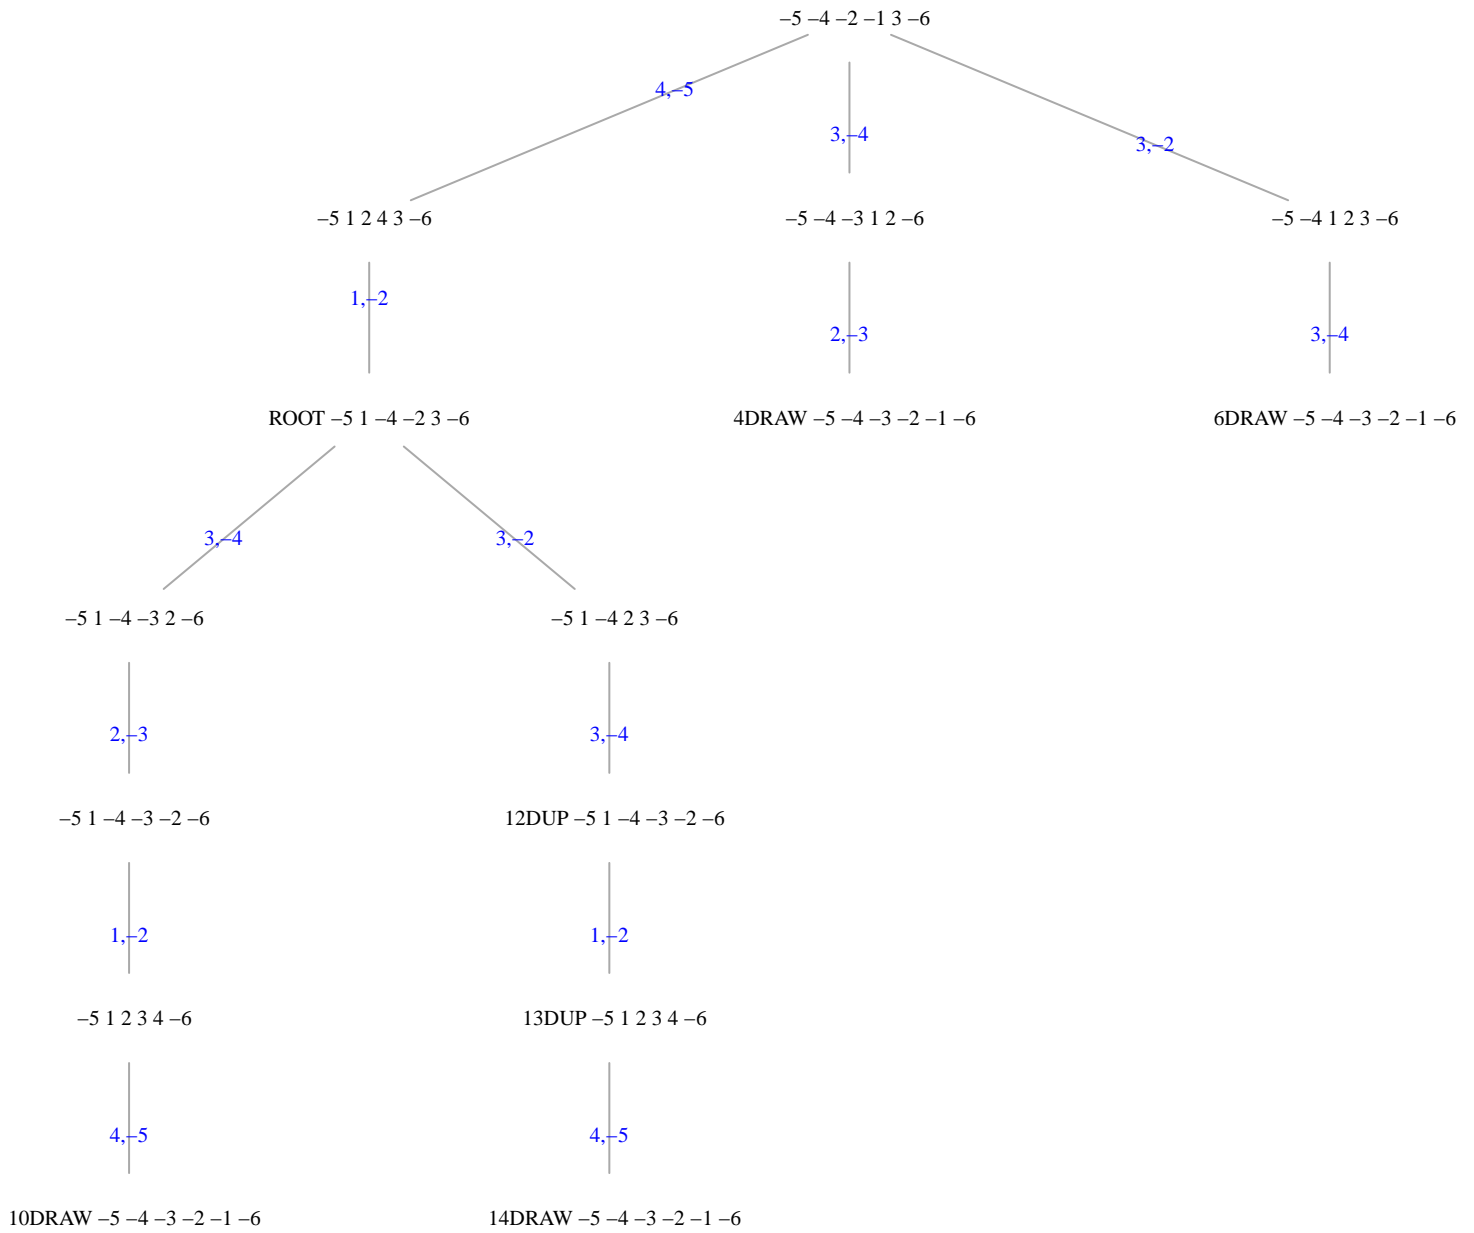 –5 –4 –2 –1 3 –6
4,–5
3,–4
3,–2
–5 1 2 4 3 –6
–5 –4 –3 1 2 –6
–5 –4 1 2 3 –6
1,–2
2,–3
3,–4
ROOT –5 1 –4 –2 3 –6
4DRAW –5 –4 –3 –2 –1 –6
6DRAW –5 –4 –3 –2 –1 –6
3,–4
3,–2
–5 1 –4 –3 2 –6
–5 1 –4 2 3 –6
2,–3
3,–4
–5 1 –4 –3 –2 –6
12DUP –5 1 –4 –3 –2 –6
1,–2
1,–2
–5 1 2 3 4 –6
13DUP –5 1 2 3 4 –6
4,–5
4,–5
10DRAW –5 –4 –3 –2 –1 –6
14DRAW –5 –4 –3 –2 –1 –6